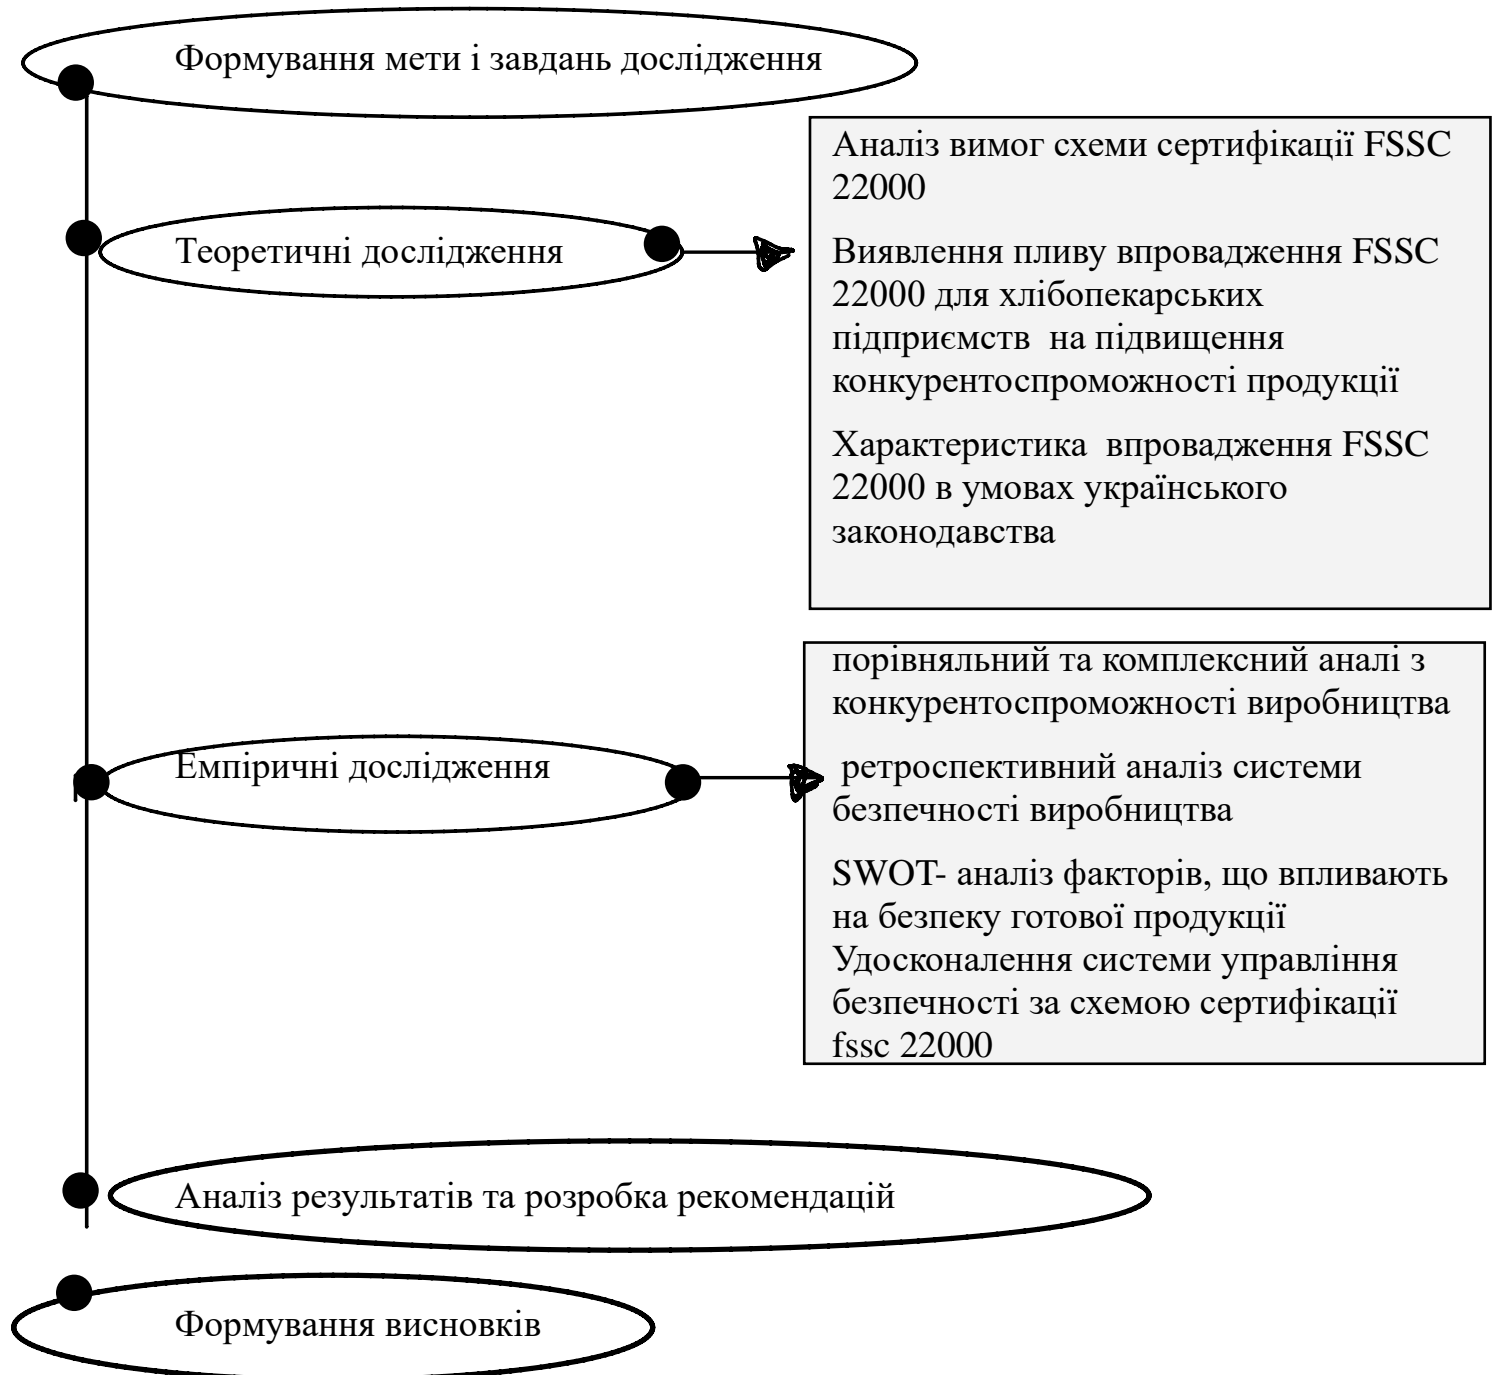 Формування мети і завдань дослідження
Аналіз вимог схеми сертифікації FSSC
22000
Теоретичні дослідження
Виявлення пливу впровадження FSSC
22000 для хлібопекарських
підприємств  на підвищення
конкурентоспроможності продукції
Характеристика  впровадження FSSC
22000 в умовах українського
законодавства
порівняльний та комплексний аналі з
конкурентоспроможності виробництва
Емпіричні дослідження
ретроспективний аналіз системи
безпечності виробництва
SWOT- аналіз факторів, що впливають
на безпеку готової продукції
Удосконалення системи управління
безпечності за схемою сертифікації
fssc 22000
Аналіз результатів та розробка рекомендацій
Формування висновків